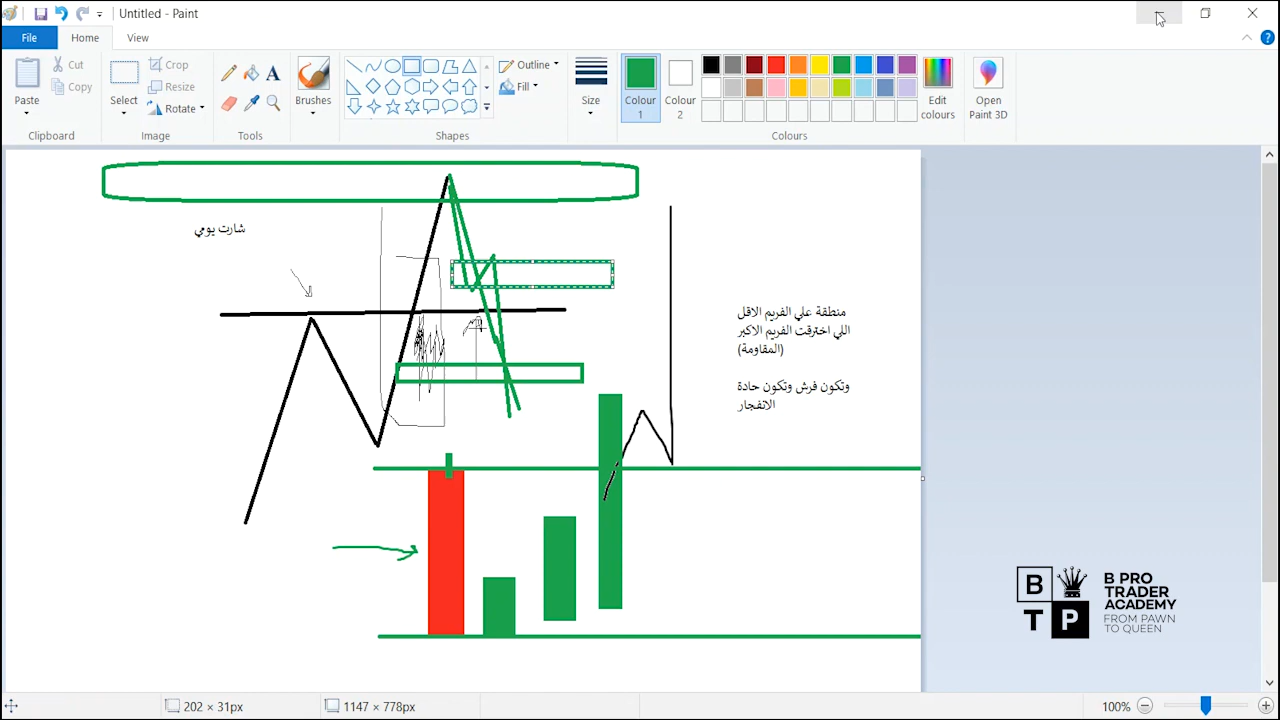 Untitled - Paint
File
Home
View
Paste
Cut
Copy
Clipboard
Select
Crop
Resize
Rotate
Image
Tools
Brushes
Shapes
Outline
Fill
Size
Colour
1
Colour
2
Edit
colours
Colours
Open
Paint 3D
شارت يومي
منطقة علي الفريم الاقل
اللي اخترقت الفريم الاكبر
(المقاومة)
وتكون فرش وتكون حادة
الانفجار
B
T P
B PRO
TRADER
ACADEMY
FROM PAWN
TO QUEEN
202 × 31px
1147 × 778px
100%